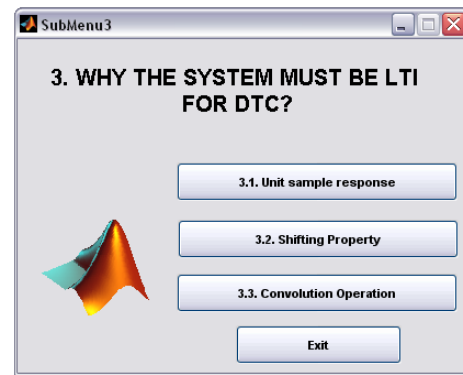 SubMenu3
3. WHY THE SYSTEM MUST BE LTI
FOR DTC?
3.1. Unit sample response
3.2. Shifting Property
3.3. Convolution Operation
Exit